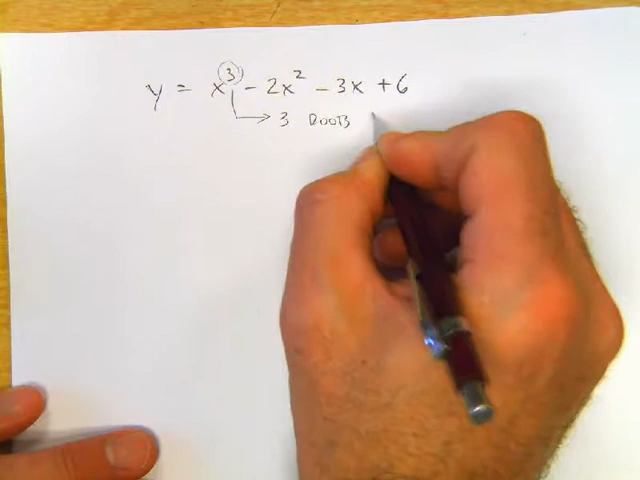 y = x³ - 2x² - 3x + 6
→ 3 ROOTS